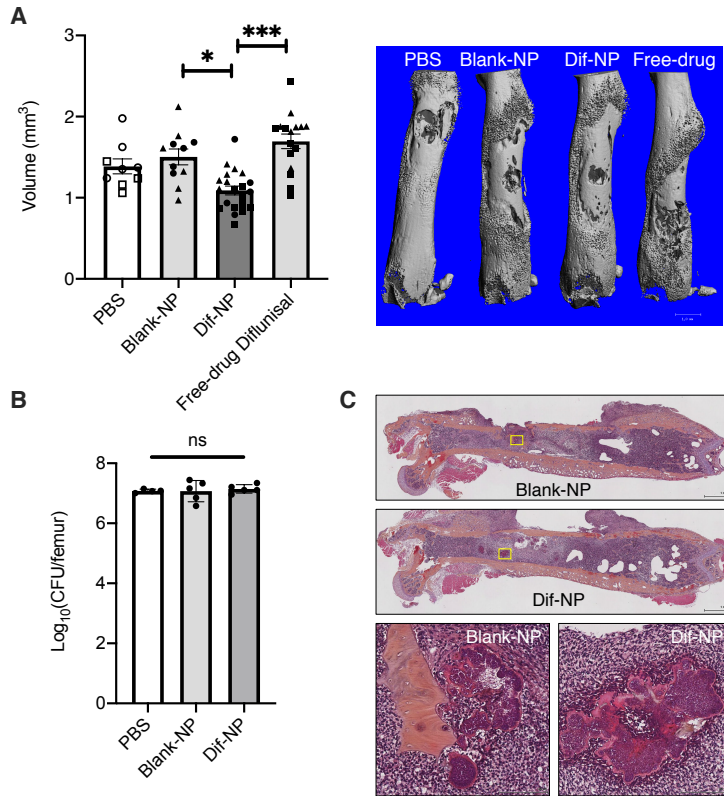 A
Volume (mm³)
3
2
1
0
*
***
PBS
Blank-NP
Dif-NP
Free-drug Diflunisal
PBS Blank-NP Dif-NP Free-drug
B
ns
Log₁₀(CFU/femur)
10
8
6
4
2
0
PBS
Blank-NP
Dif-NP
C
Blank-NP
Dif-NP
Blank-NP
Dif-NP